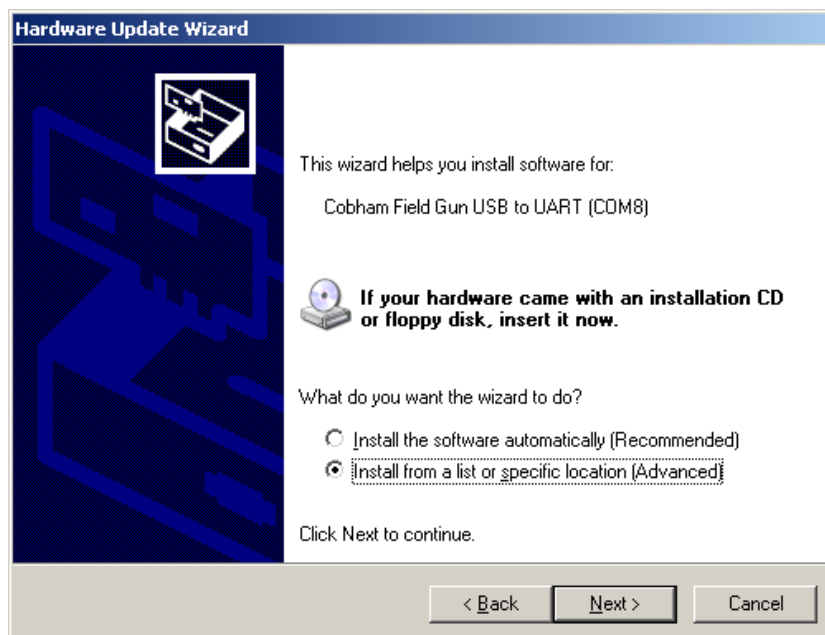 Hardware Update Wizard
This wizard helps you install software for:
Cobham Field Gun USB to UART (COM8)
If your hardware came with an installation CD
or floppy disk, insert it now.
What do you want the wizard to do?
Install the software automatically (Recommended)
Install from a list or specific location (Advanced)
Click Next to continue.
< Back Next > Cancel